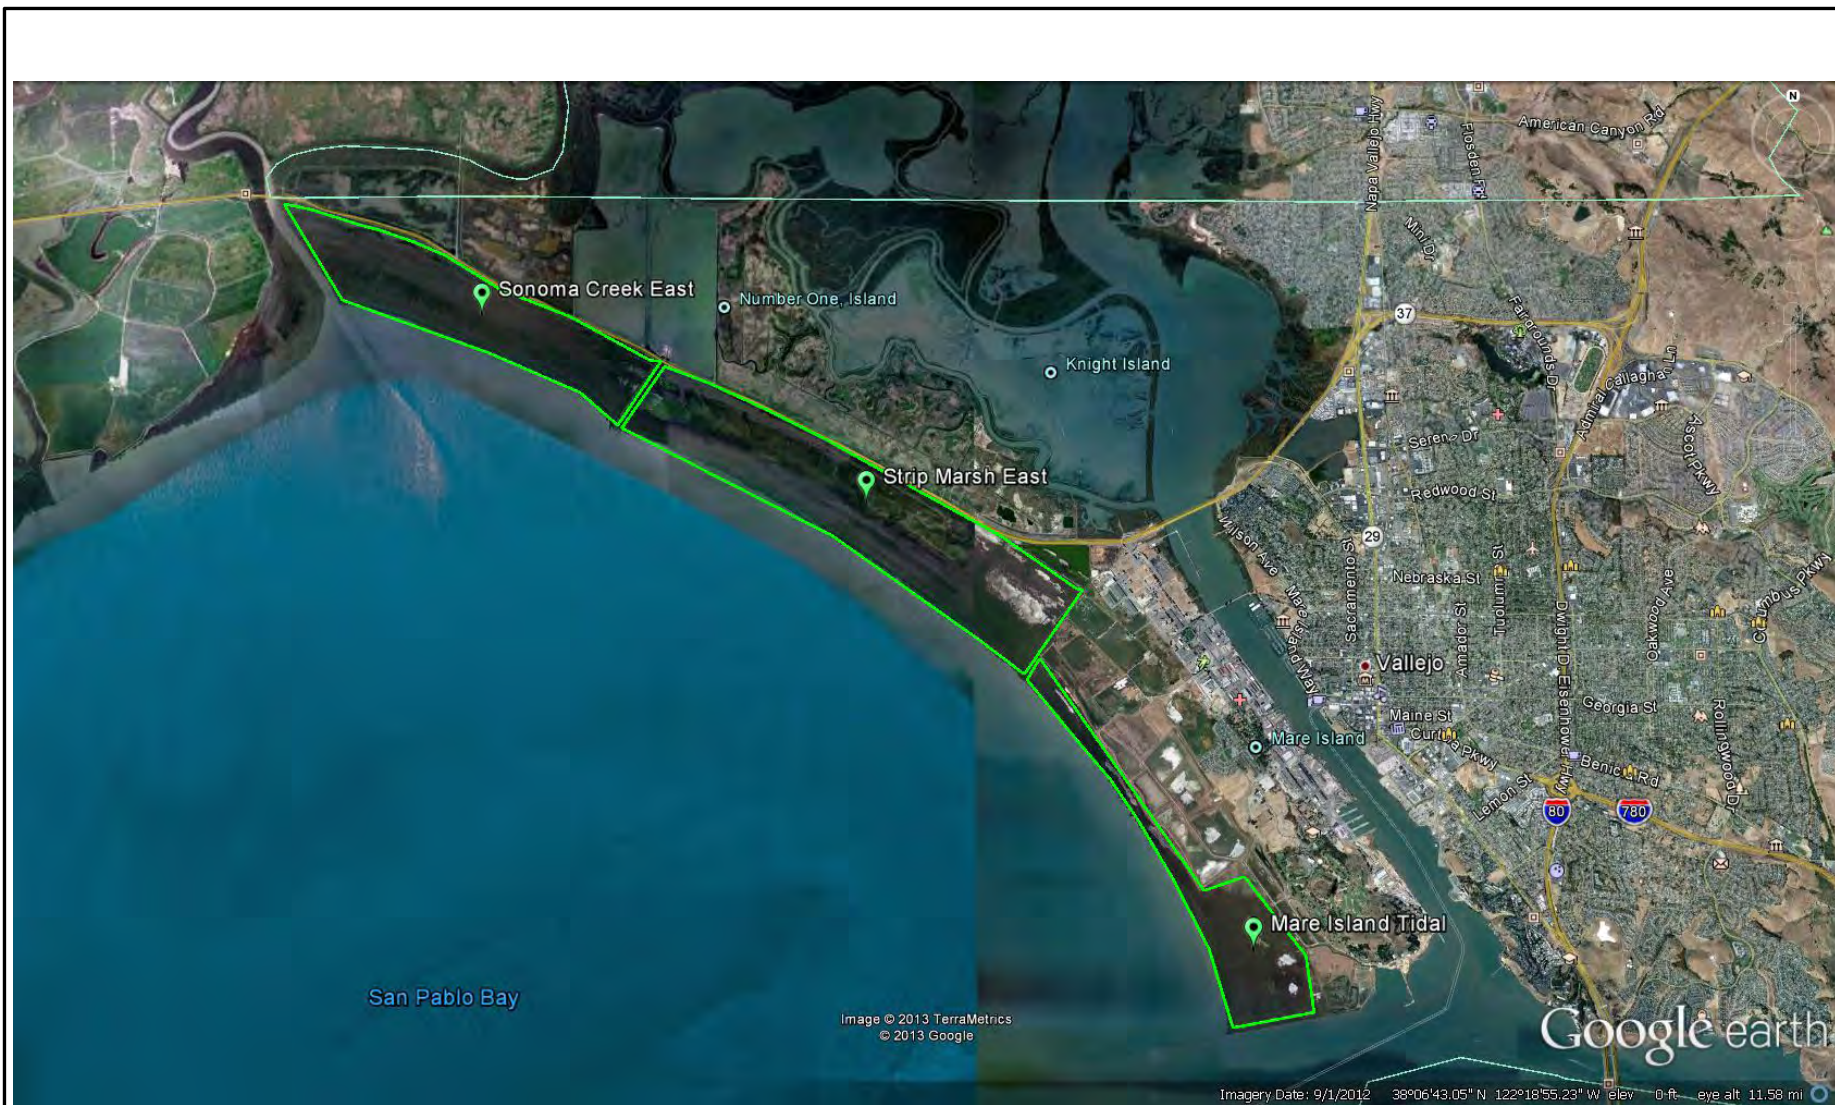 N
American Canyon Rd
Napa Vallejo Hwy
Flosden
Mini Dr
Sonoma Creek East
Number One, Island
37
Fairgrounds Dr
Knight Island
Admiral Callaghan Ln
Serene Dr
Ascot Pkwy
Strip Marsh East
Redwood St
Wilson Ave
29
Sacramento St
Nebraska St
Tuolumne St
Columbus Pkwy
Oakwood Ave
Amador St
Mare Island Way
Dwight D. Eisenhower Hwy
Vallejo
Georgia St
Rollingwood Dr
Maine St
Curtola Pkwy
Mare Island
Benicia Rd
Lemon St
80
780
Mare Island Tidal
San Pablo Bay
Image © 2013 TerraMetrics
© 2013 Google
Google earth
Imagery Date: 9/1/2012 38°06'43.05" N 122°18'55.23" W elev 0 ft eye alt 11.58 mi